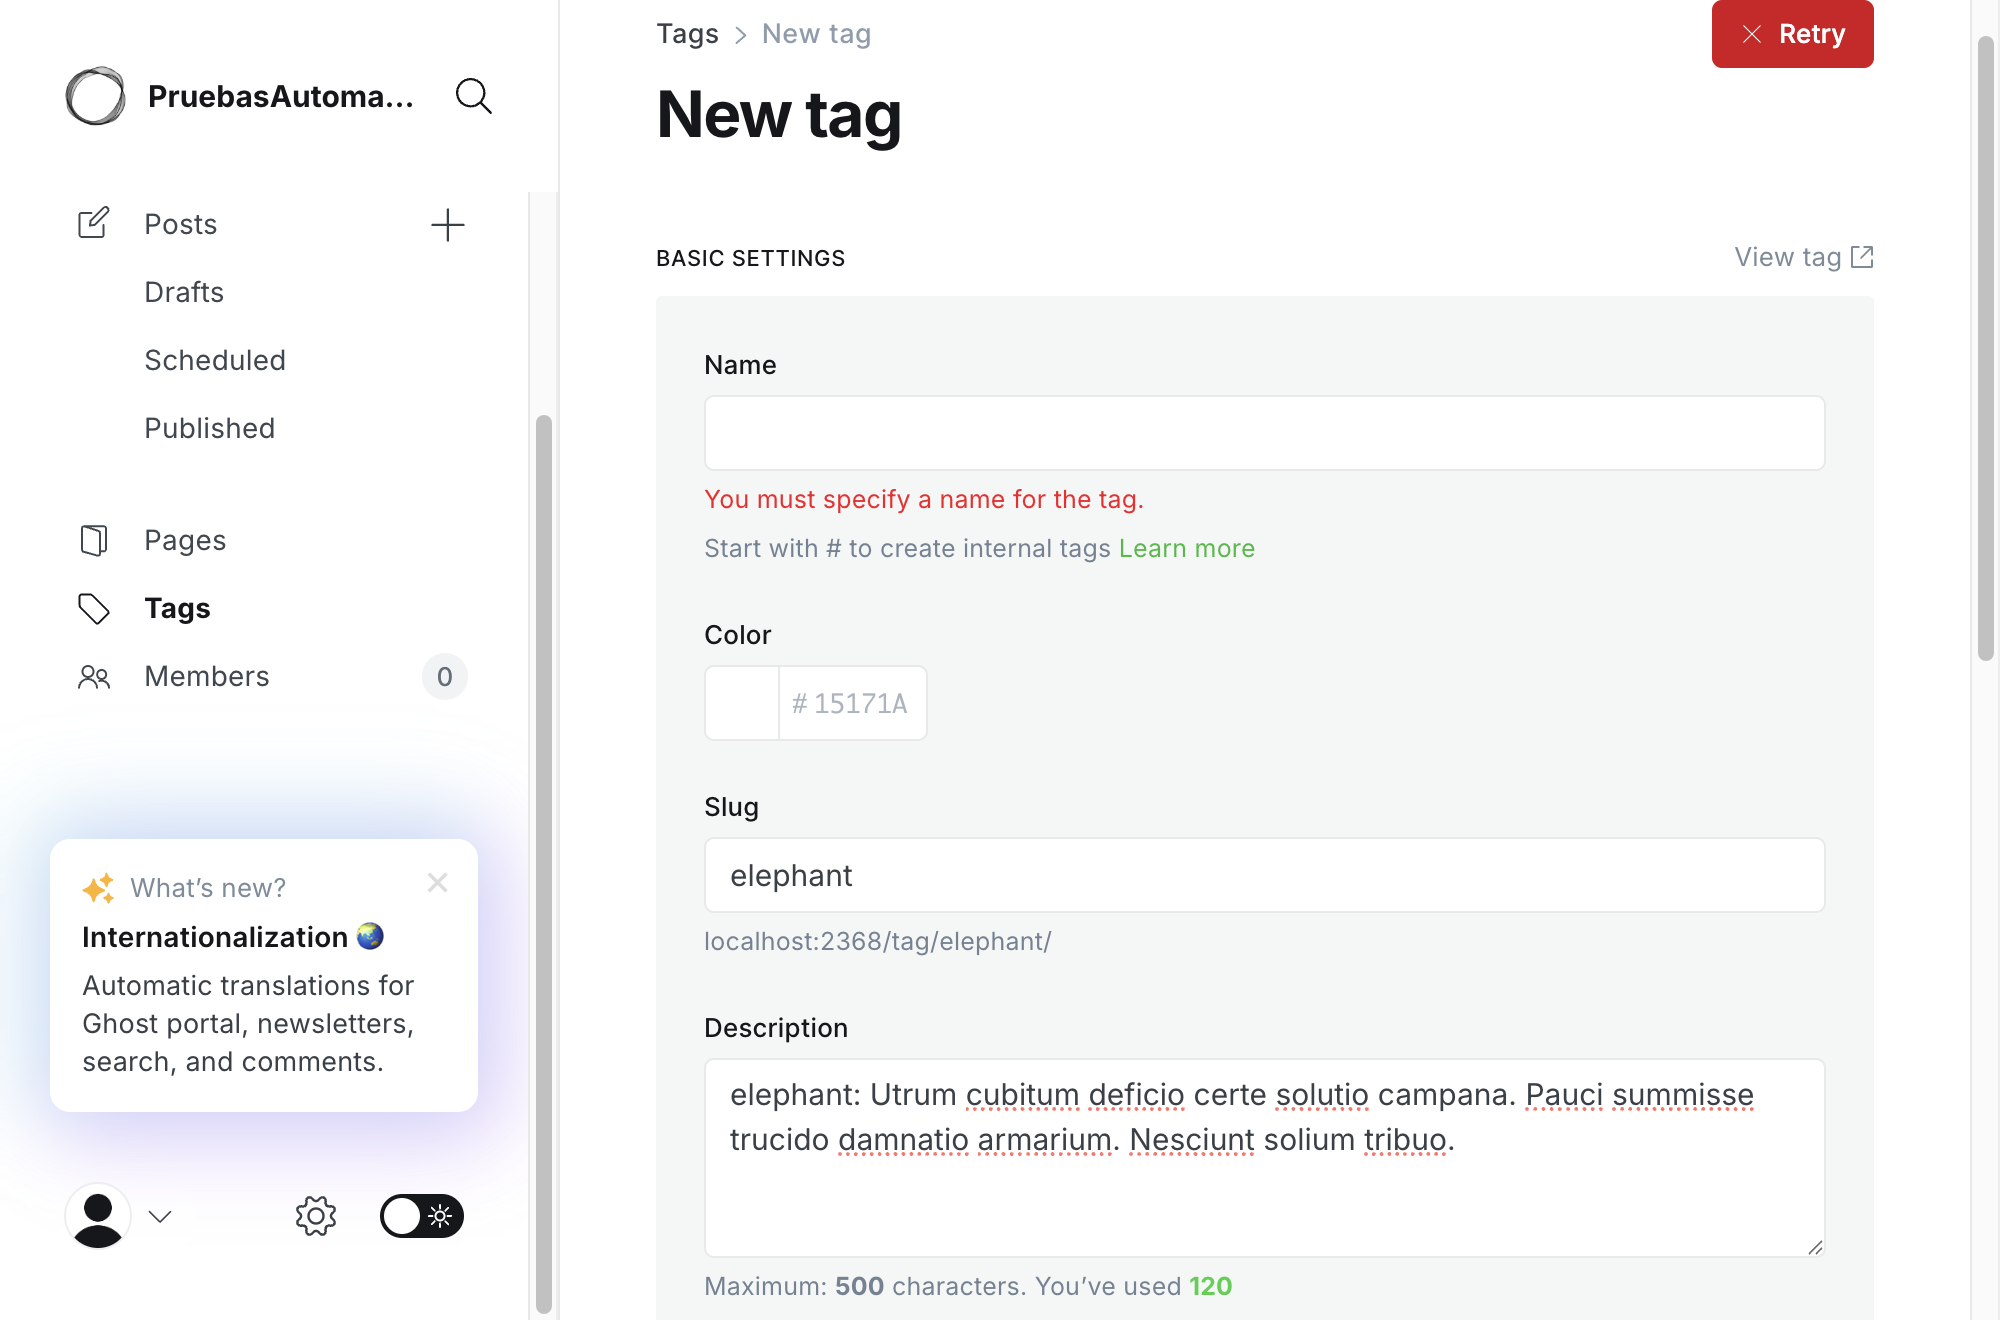 PruebasAutoma...
Posts
Drafts
Scheduled
Published
Pages
Tags
Members
0
What's new?
Internationalization 🌏
Automatic translations for
Ghost portal, newsletters,
search, and comments.
Tags > New tag
Retry
New tag
BASIC SETTINGS
View tag
Name
You must specify a name for the tag.
Start with # to create internal tags Learn more
Color
# 15171A
Slug
elephant
localhost:2368/tag/elephant/
Description
elephant: Utrum cubitum deficio certe solutio campana. Pauci summisse
trucido damnatio armarium. Nesciunt solium tribuo.
Maximum: 500 characters. You’ve used 120